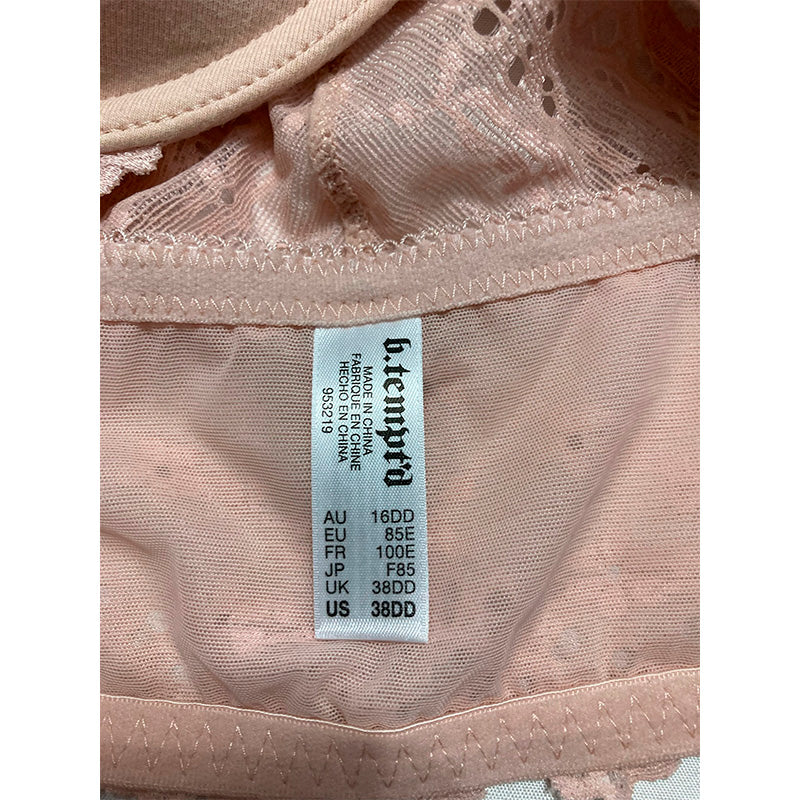 b.tempt'd
MADE IN CHINA
FABRIQUE EN CHINE
HECHO EN CHINA
953219
AU 16DD
EU 85E
FR 100E
JP F85
UK 38DD
US 38DD